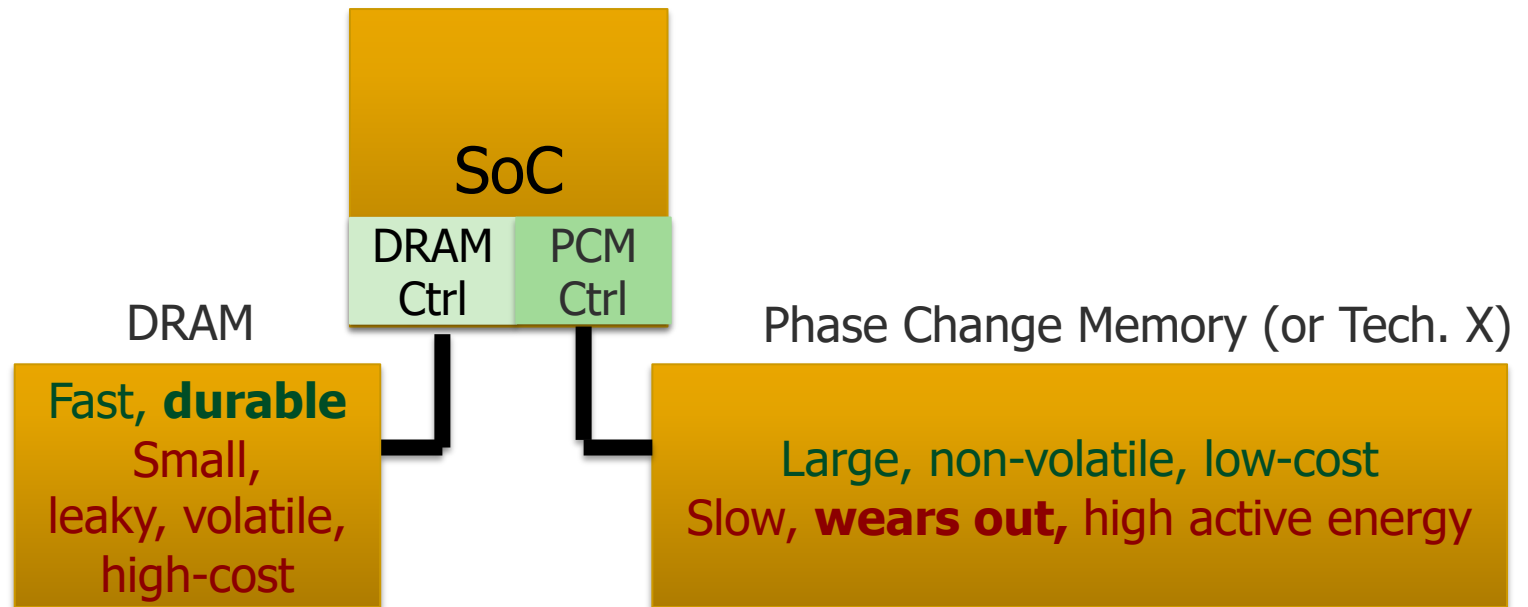 SoC
DRAM
Ctrl
PCM
Ctrl
DRAM
Fast, durable
Small,
leaky, volatile,
high-cost
Phase Change Memory (or Tech. X)
Large, non-volatile, low-cost
Slow, wears out, high active energy